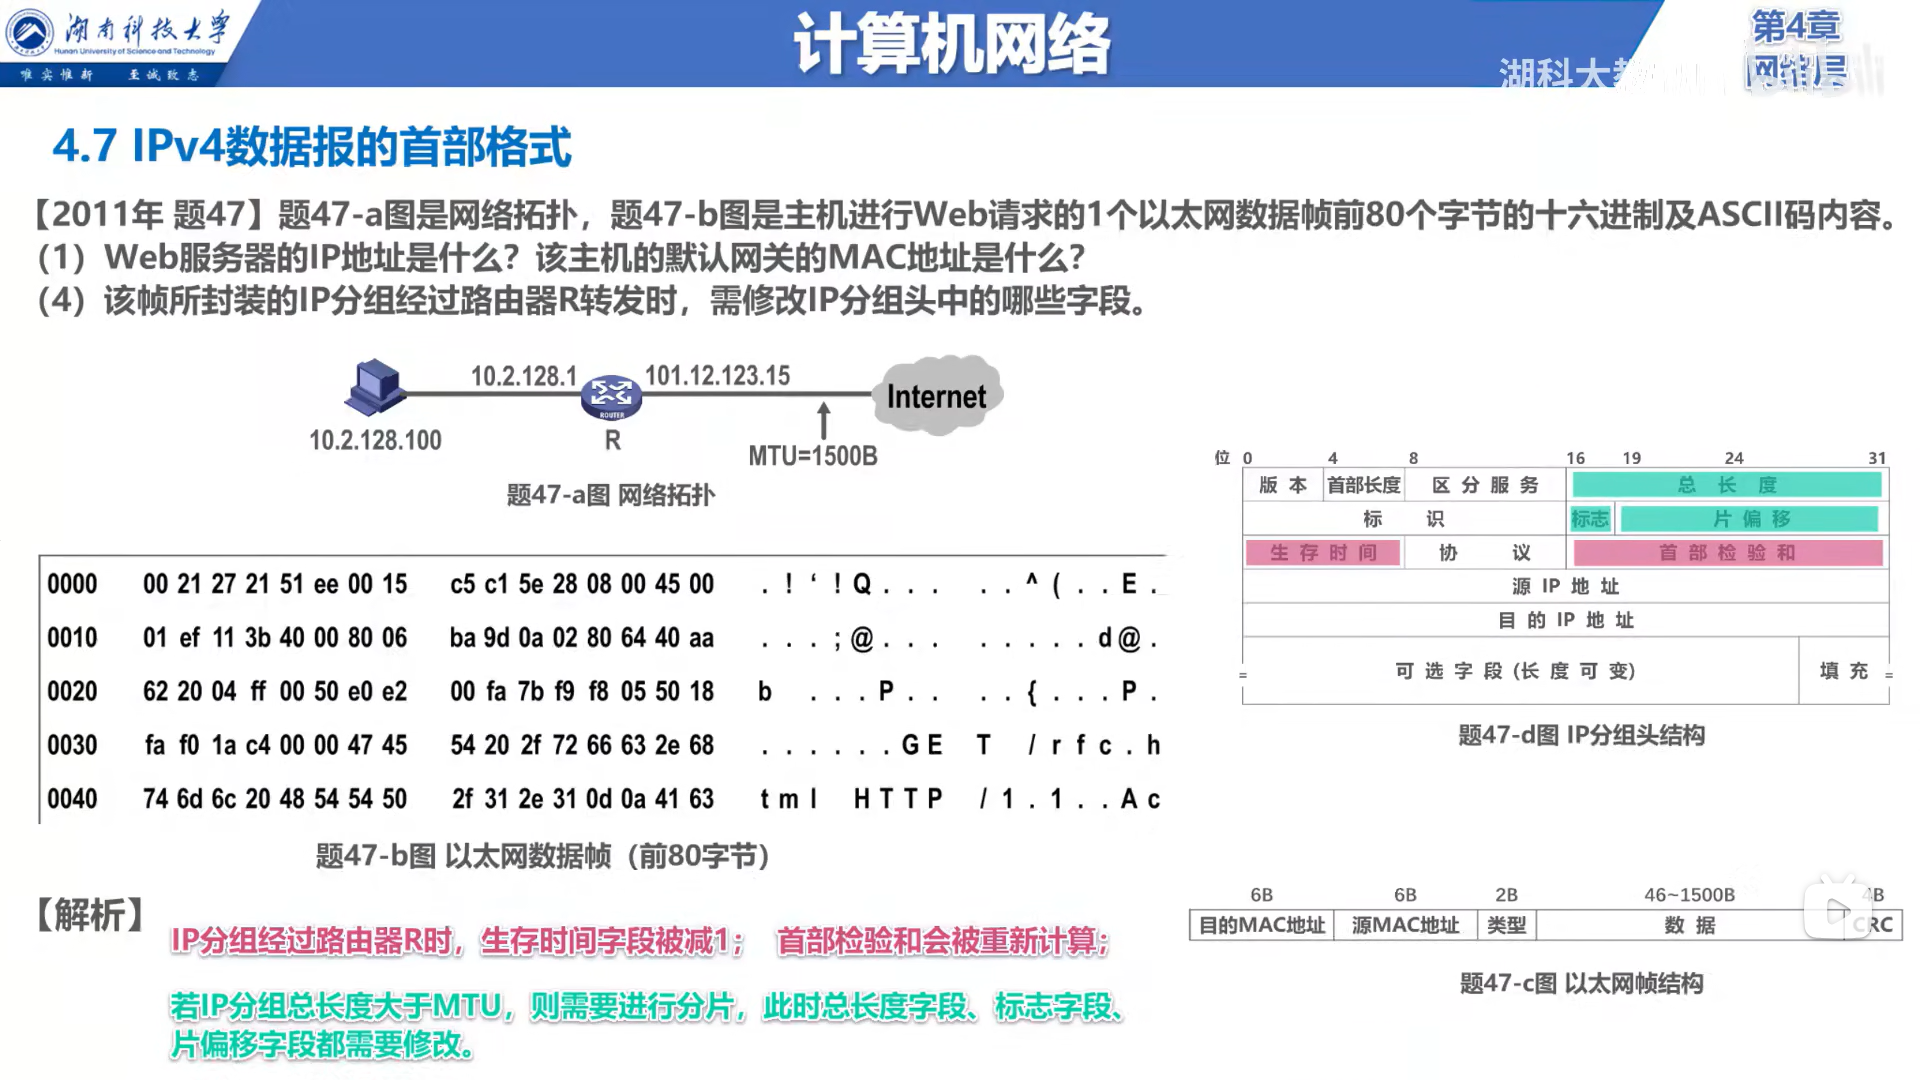 湖南科技大学
Hunan University of Science and Technology
唯实惟新 至诚致志
计算机网络
第4章
网络层
湖科大教
4.7 IPv4数据报的首部格式
【2011年 题47】题47-a图是网络拓扑，题47-b图是主机进行Web请求的1个以太网数据帧前80个字节的十六进制及ASCII码内容。
（1）Web服务器的IP地址是什么？该主机的默认网关的MAC地址是什么？
（4）该帧所封装的IP分组经过路由器R转发时，需修改IP分组头中的哪些字段。
10.2.128.1 101.12.123.15
Internet
ROUTER
10.2.128.100 R
MTU=1500B
题47-a图 网络拓扑
0000 00 21 27 21 51 ee 00 15 c5 c1 5e 28 08 00 45 00 . ! ‘ ! Q . . . . . ^ ( . . E .
0010 01 ef 11 3b 40 00 80 06 ba 9d 0a 02 80 64 40 aa . . . ; @ . . . . . . . . d @ .
0020 62 20 04 ff 00 50 e0 e2 00 fa 7b f9 f8 05 50 18 b . . . P . . . . { . . . P .
0030 fa f0 1a c4 00 00 47 45 54 20 2f 72 66 63 2e 68 . . . . . . G E T / r f c . h
0040 74 6d 6c 20 48 54 54 50 2f 31 2e 31 0d 0a 41 63 t m l H T T P / 1 . 1 . . A c
题47-b图 以太网数据帧（前80字节）
位 0 4 8 16 19 24 31
版 本 首部长度 区 分 服 务 总 长 度
标 识 标志 片 偏 移
生 存 时 间 协 议 首 部 检 验 和
源 IP 地 址
目 的 IP 地 址
可 选 字 段 (长 度 可 变) 填 充
题47-d图 IP分组头结构
6B 6B 2B 46~1500B 4B
目的MAC地址 源MAC地址 类型 数 据 CRC
题47-c图 以太网帧结构
【解析】
IP分组经过路由器R时，生存时间字段被减1； 首部检验和会被重新计算；
若IP分组总长度大于MTU，则需要进行分片，此时总长度字段、标志字段、
片偏移字段都需要修改。